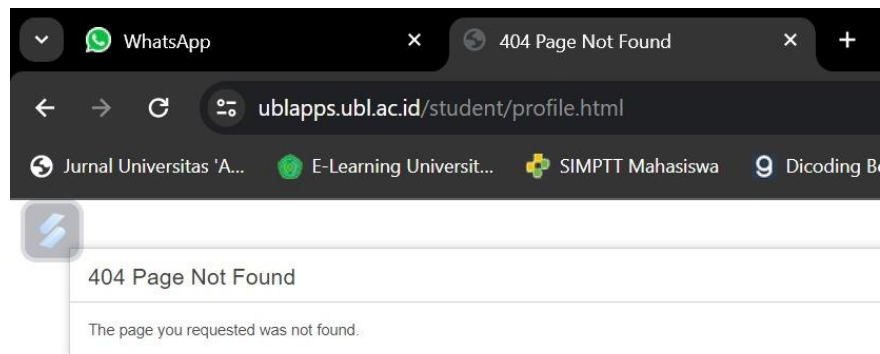 WhatsApp
404 Page Not Found
ublapps.ubl.ac.id/student/profile.html
Jurnal Universitas 'A...
E-Learning Universit...
SIMPTT Mahasiswa
Dicoding Be
404 Page Not Found
The page you requested was not found.